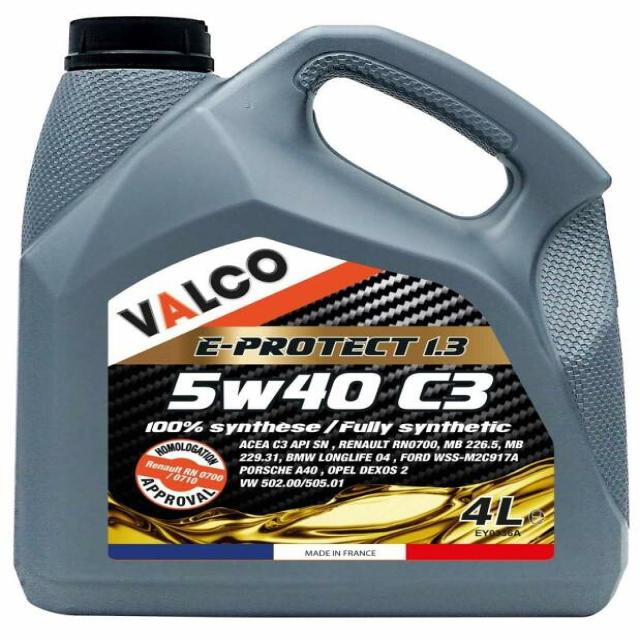 VALCO
E-PROTECT 1.3
5w40 C3
100% synthèse / Fully synthetic
ACEA C3 API SN , RENAULT RN0700, MB 226.5, MB
229.31, BMW LONGLIFE 04 , FORD WSS-M2C917A
PORSCHE A40 , OPEL DEXOS 2
VW 502.00/505.01
HOMOLOGATION
Renault RN 0700
/ 0710
APPROVAL
4L
MADE IN FRANCE